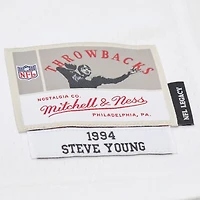 THROWBACKS
NFL
NOSTALGIA CO.
Mitchell & Ness
PHILADELPHIA, PA.
NFL LEGACY
1994
STEVE YOUNG